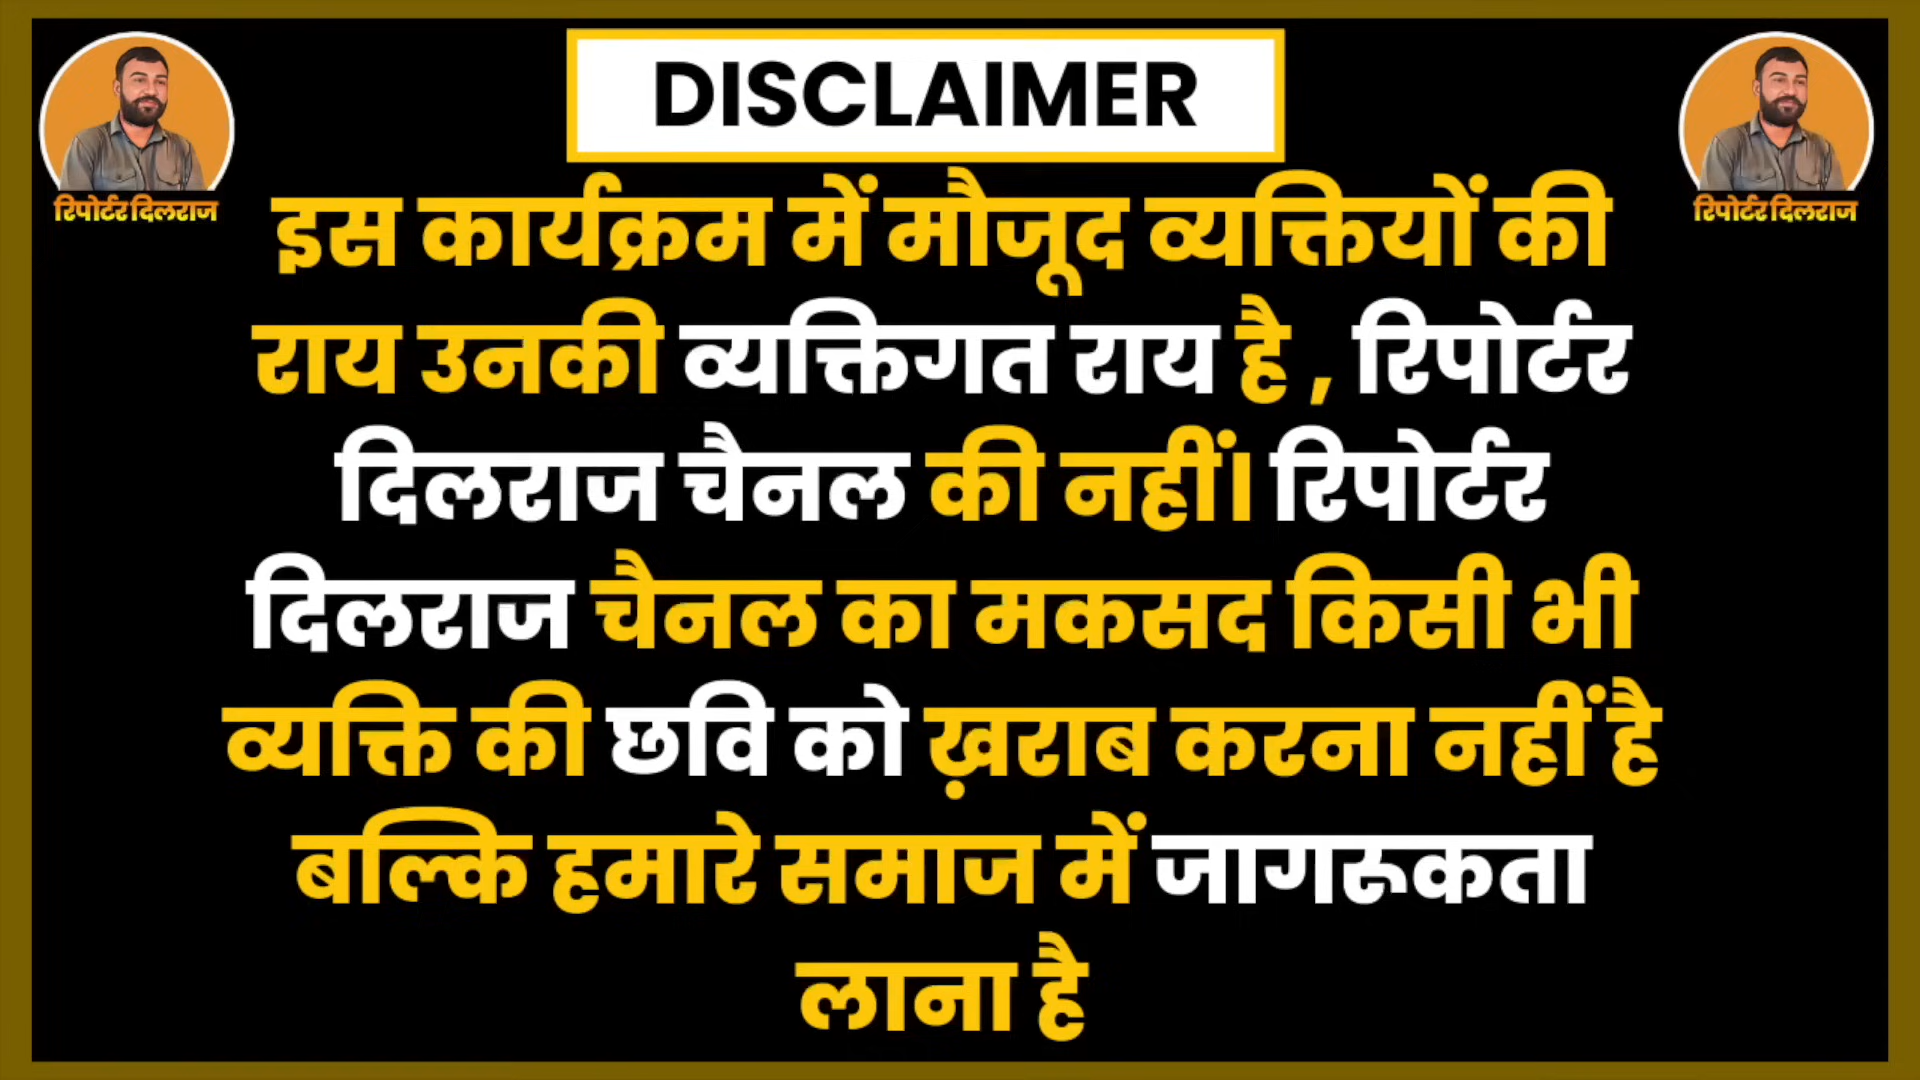 DISCLAIMER
रिपोर्टर दिलराज
रिपोर्टर दिलराज
इस कार्यक्रम में मौजूद व्यक्तियों की
राय उनकी व्यक्तिगत राय है , रिपोर्टर
दिलराज चैनल की नहीं। रिपोर्टर
दिलराज चैनल का मकसद किसी भी
व्यक्ति की छवि को ख़राब करना नहीं है
बल्कि हमारे समाज में जागरूकता
लाना है